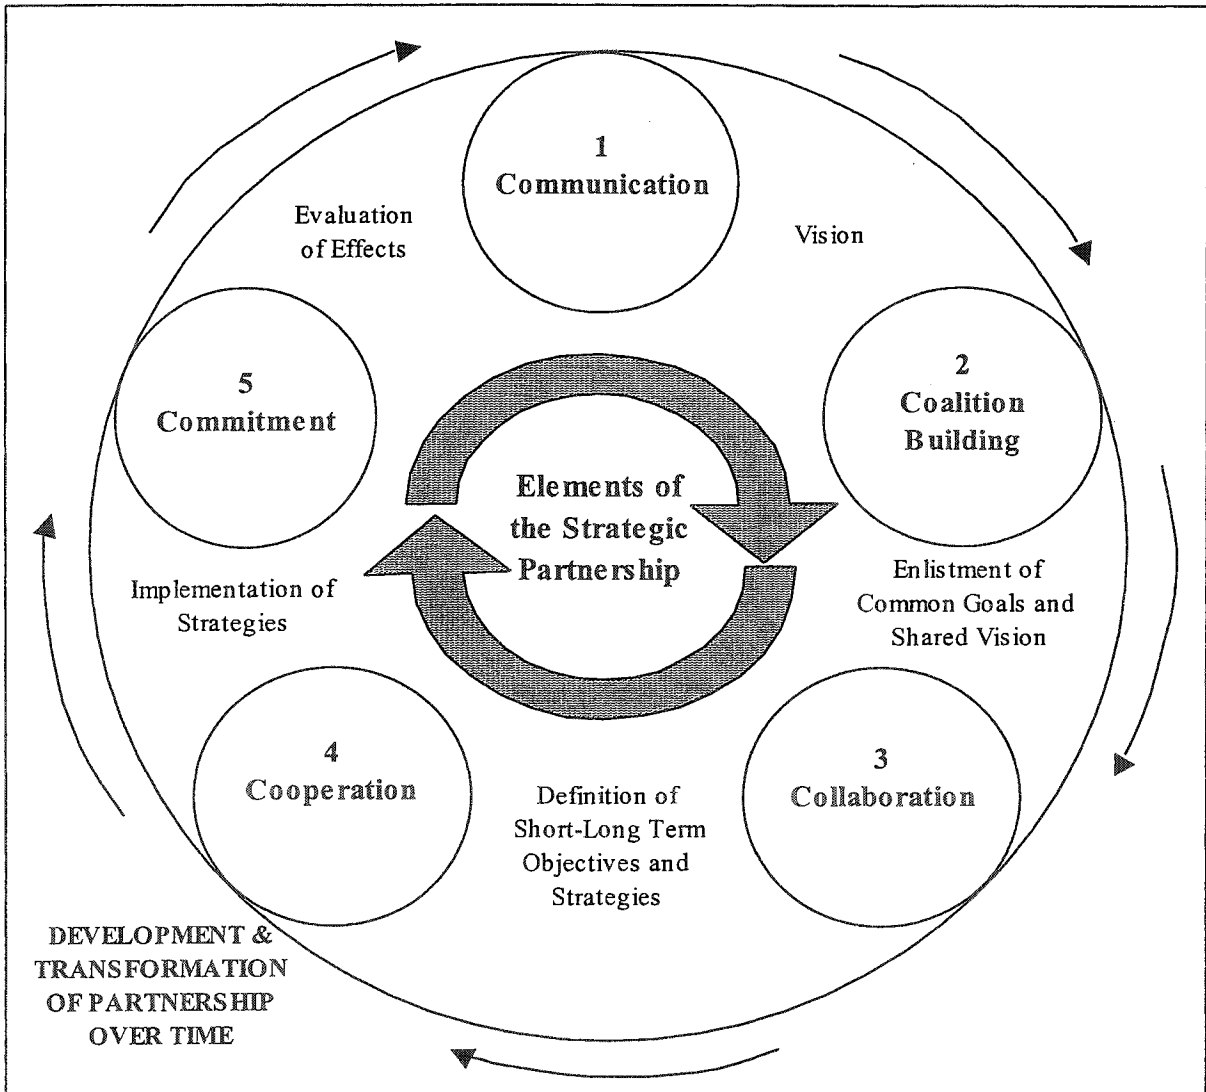 1
Communication
Evaluation
of Effects
Vision
5
Commitment
2
Coalition
Building
Elements of
the Strategic
Partnership
Implementation of
Strategies
Enlistment of
Common Goals and
Shared Vision
4
Cooperation
3
Collaboration
Definition of
Short-Long Term
Objectives and
Strategies
DEVELOPMENT &
TRANSFORMATION
OF PARTNERSHIP
OVER TIME